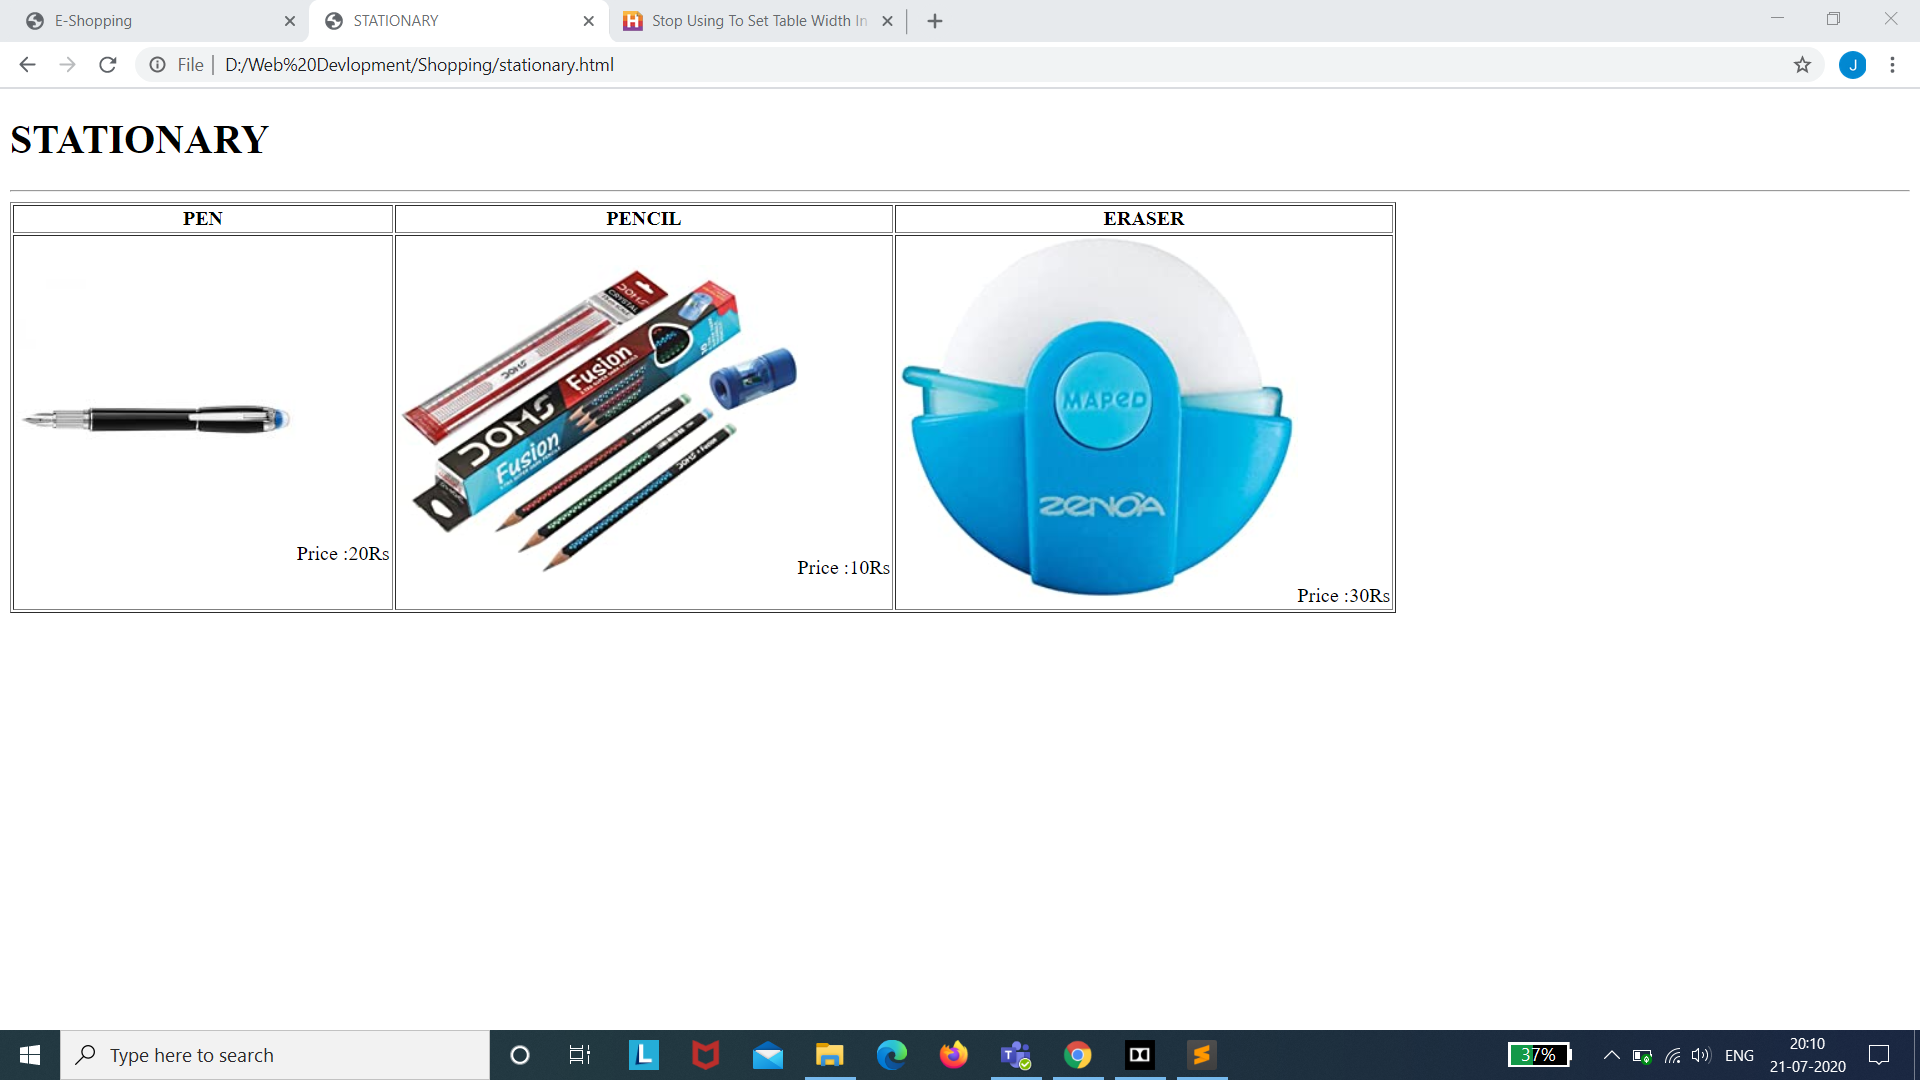 E-Shopping
STATIONARY
Stop Using To Set Table Width In
File
D:/Web%20Devlopment/Shopping/stationary.html
J
STATIONARY
PEN
PENCIL
ERASER
DOMS
CRYSTAL
DOMS
Fusion
DOMS
Fusion
MAPED
ZENOA
Price :20Rs
Price :10Rs
Price :30Rs
Type here to search
L
T
37%
ENG
20:10
21-07-2020